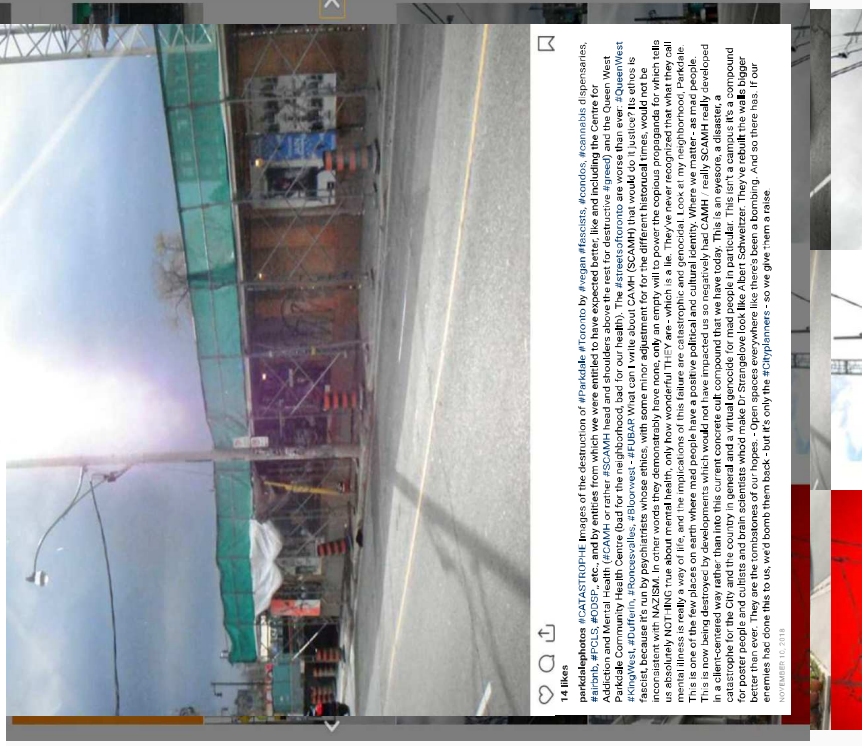 14 likes
parkdalephotos #CATASTROPHE Images of the destruction of #Parkdale #Toronto by #vegan #fascists, #condos, #cannabis dispensaries,
#airbnb, #PCLS, #ODSP,, etc., and by entities from which we were entitled to have expected better, like and including the Centre for
Addiction and Mental Health (#CAMH or rather #SCAMH head and shoulders above the rest for destructive #greed) and the Queen West
Parkdale Community Health Centre (bad for the neighborhood, bad for our health). The #streetsoftoronto are worse than ever: #QueenWest
#KingWest, #Dufferin, #Roncesvalles, #Bloorwest - #FUBAR What can I write about CAMH (SCAMH) that would do it justice? Its ethos is
fascist, because it's run by psychiatrists whose ethics, with some minor adjustment for for the different historucal times, would not be
inconsistent with NAZISM. In other words they demonstrably have none, only an empty will to power the copious propaganda for which tells
us absolutely NOTHING true about mental health, only how wonderful THEY are - which is a lie. They've never recognized that what they call
mental illness is really a way of life, and the implications of this failure are catastrophic and genocidal. Look at my neighborhood, Parkdale.
This is one of the few places on earth where mad people have a positive political and cultural identity. Where we matter - as mad people.
This is now being destroyed by developments which would not have impacted us so negatively had CAMH / really SCAMH really developed
in a client-centered way rather than into this current concrete cult compound that we have today. This is an eyesore, a disaster, a
catastrophe for the City and the country in general and a virtual genocide for mad people in particular. This isn't a campus it's a compound
for poster people and cultists and brain scientists who'd make Dr Strangelove look like Albert Schweitzer. They've rebuilt the walls bigger
better than ever. They are the tombstones of our hopes. - Open spaces everywhere like there's been a bombing. And so there has. If our
enemies had done this to us, we'd bomb them back - but it's only the #Cityplanners - so we give them a raise.
NOVEMBER 10, 2018